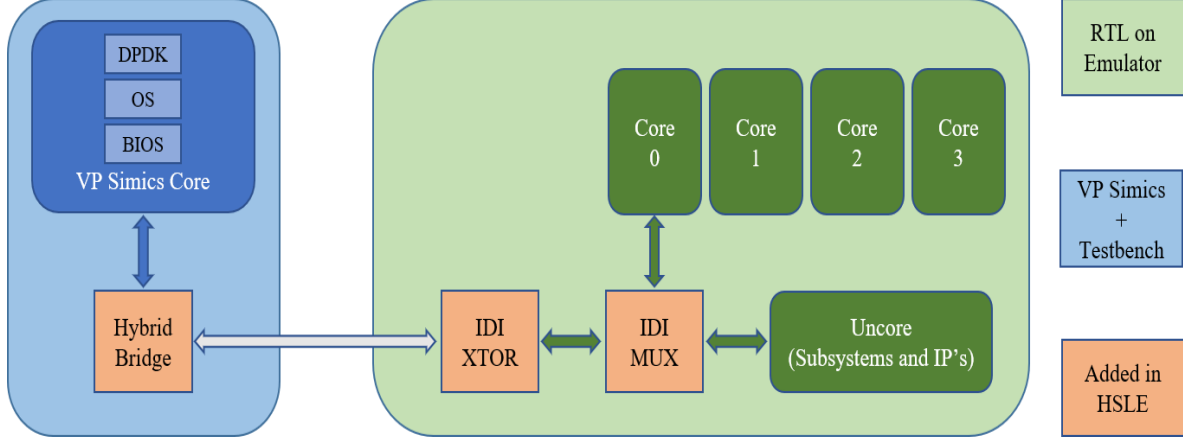 DPDK
OS
BIOS
VP Simics Core
Hybrid
Bridge
Core
0
Core
1
Core
2
Core
3
IDI
XTOR
IDI
MUX
Uncore
(Subsystems and IP's)
RTL on
Emulator
VP Simics
+
Testbench
Added in
HSLE